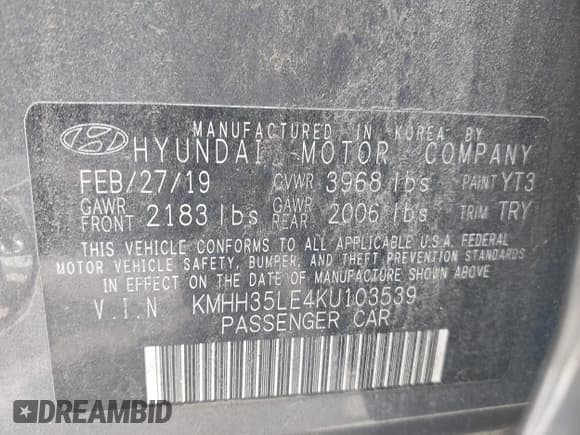 MANUFACTURED IN KOREA BY
HYUNDAI MOTOR COMPANY
FEB/27/19 GVWR 3968 lbs PAINT YT3
GAWR FRONT 2183 lbs GAWR REAR 2006 lbs TRIM TRY
THIS VEHICLE CONFORMS TO ALL APPLICABLE U.S.A. FEDERAL
MOTOR VEHICLE SAFETY, BUMPER, AND THEFT PREVENTION STANDARDS
IN EFFECT ON THE DATE OF MANUFACTURE SHOWN ABOVE.
V.I.N KMHH35LE4KU103539
PASSENGER CAR
DREAMBID